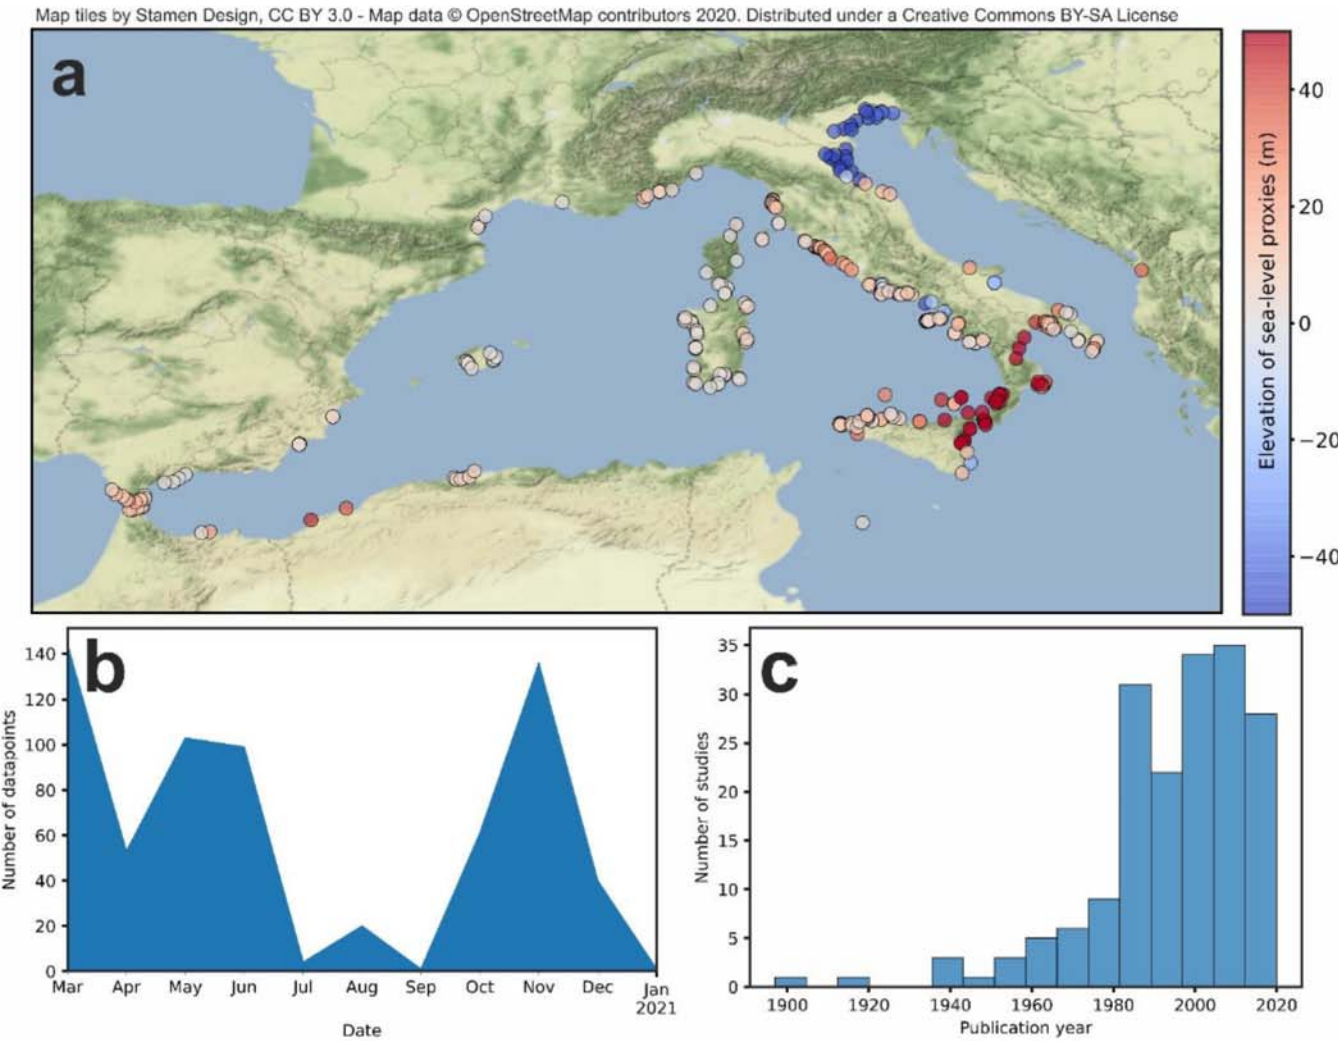 Map tiles by Stamen Design, CC BY 3.0 - Map data © OpenStreetMap contributors 2020. Distributed under a Creative Commons BY-SA License
a
40
20
0
−20
−40
Elevation of sea-level proxies (m)
b
140
120
100
80
60
40
20
0
Number of datapoints
Mar Apr May Jun Jul Aug Sep Oct Nov Dec Jan
2021
Date
c
35
30
25
20
15
10
5
0
Number of studies
1900 1920 1940 1960 1980 2000 2020
Publication year